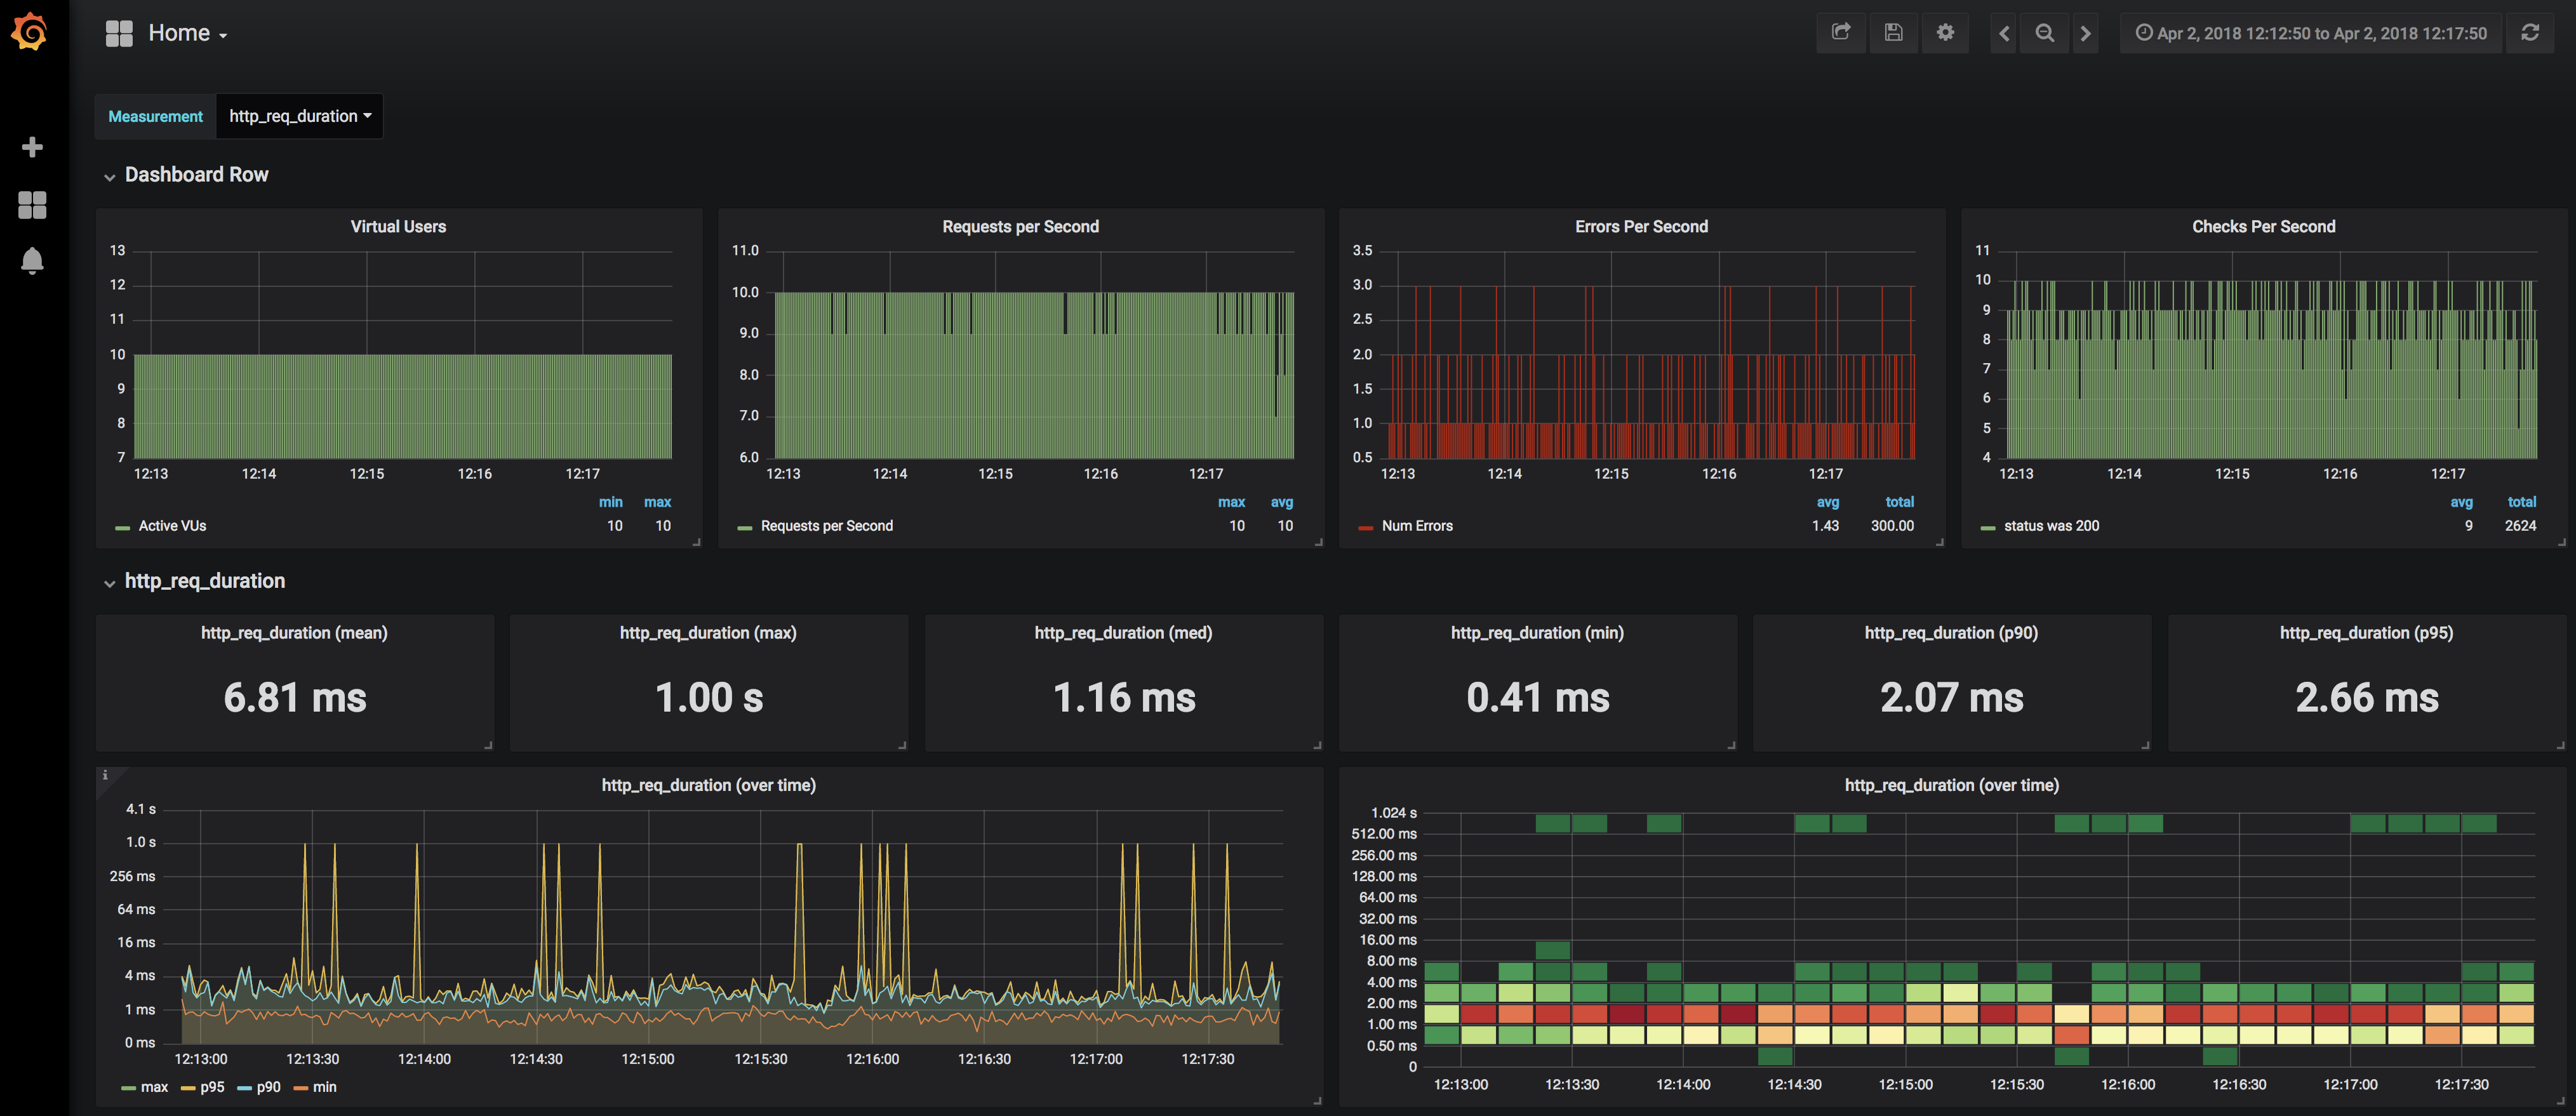 Home
Apr 2, 2018 12:12:50 to Apr 2, 2018 12:17:50
Measurement http_req_duration
Dashboard Row
Virtual Users
13
12
11
10
9
8
7
12:13 12:14 12:15 12:16 12:17
min max
Active VUs 10 10
Requests per Second
11.0
10.0
9.0
8.0
7.0
6.0
12:13 12:14 12:15 12:16 12:17
max avg
Requests per Second 10 10
Errors Per Second
3.5
3.0
2.5
2.0
1.5
1.0
0.5
12:13 12:14 12:15 12:16 12:17
avg total
Num Errors 1.43 300.00
Checks Per Second
11
10
9
8
7
6
5
4
12:13 12:14 12:15 12:16 12:17
avg total
status was 200 9 2624
http_req_duration
http_req_duration (mean)
6.81 ms
http_req_duration (max)
1.00 s
http_req_duration (med)
1.16 ms
http_req_duration (min)
0.41 ms
http_req_duration (p90)
2.07 ms
http_req_duration (p95)
2.66 ms
i
http_req_duration (over time)
4.1 s
1.0 s
256 ms
64 ms
16 ms
4 ms
1 ms
0 ms
12:13:00 12:13:30 12:14:00 12:14:30 12:15:00 12:15:30 12:16:00 12:16:30 12:17:00 12:17:30
max p95 p90 min
http_req_duration (over time)
1.024 s
512.00 ms
256.00 ms
128.00 ms
64.00 ms
32.00 ms
16.00 ms
8.00 ms
4.00 ms
2.00 ms
1.00 ms
0.50 ms
0
12:13:00 12:13:30 12:14:00 12:14:30 12:15:00 12:15:30 12:16:00 12:16:30 12:17:00 12:17:30